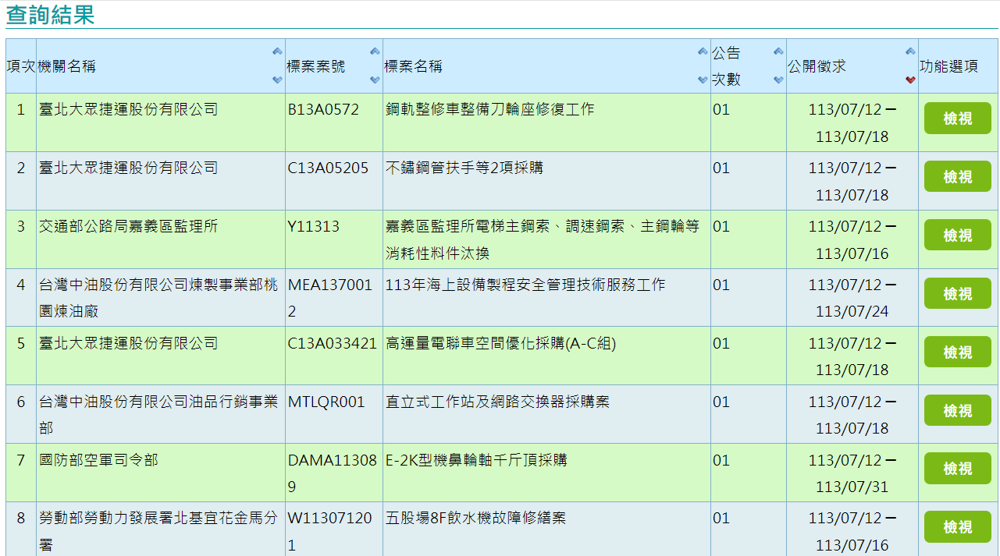 查詢結果
項次 機關名稱 標案案號 標案名稱 公告 公開徵求 功能選項
次數
1 臺北大眾捷運股份有限公司 B13A0572 鋼軌整修車整備刀輪座修復工作 01 113/07/12 － 檢視
113/07/18
2 臺北大眾捷運股份有限公司 C13A05205 不鏽鋼管扶手等2項採購 01 113/07/12 － 檢視
113/07/18
3 交通部公路局嘉義區監理所 Y11313 嘉義區監理所電梯主鋼索、調速鋼索、主鋼輪等 01 113/07/12 － 檢視
消耗性料件汰換 113/07/16
4 台灣中油股份有限公司煉製事業部桃 MEA137001 113年海上設備製程安全管理技術服務工作 01 113/07/12 － 檢視
園煉油廠 2 113/07/24
5 臺北大眾捷運股份有限公司 C13A033421 高運量電聯車空間優化採購(A-C組) 01 113/07/12 － 檢視
113/07/18
6 台灣中油股份有限公司油品行銷事業 MTLQR001 直立式工作站及網路交換器採購案 01 113/07/12 － 檢視
部 113/07/18
7 國防部空軍司令部 DAMA11308 E-2K型機鼻輪軸千斤頂採購 01 113/07/12 － 檢視
9 113/07/31
8 勞動部勞動力發展署北基宜花金馬分 W11307120 五股場8F飲水機故障修繕案 01 113/07/12 － 檢視
署 1 113/07/16